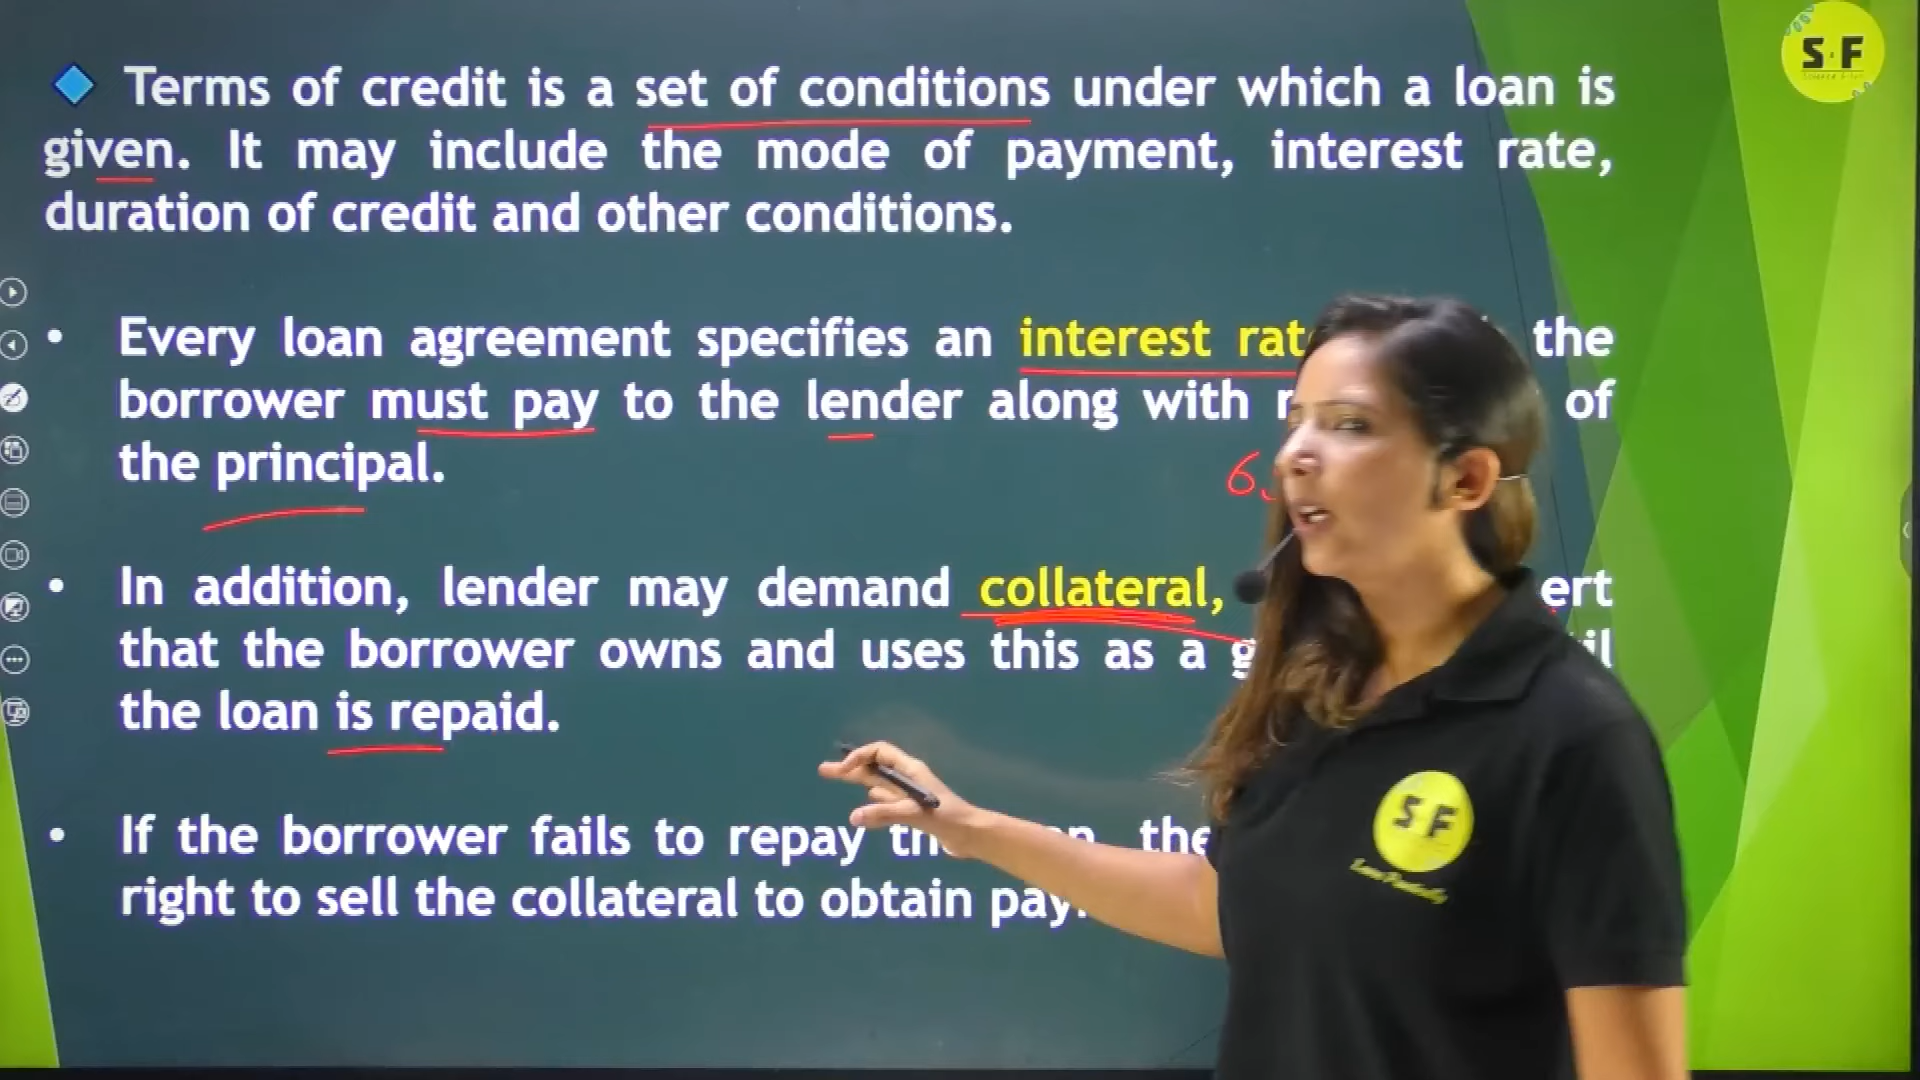 Terms of credit is a set of conditions under which a loan is
given. It may include the mode of payment, interest rate,
duration of credit and other conditions.
Every loan agreement specifies an interest the
borrower must pay to the lender along with of
the principal.
6
In addition, lender may demand collateral,
that the borrower owns and uses this as a
the loan is repaid.
If the borrower fails to repay
right to sell the collateral to obtain
S F
S F